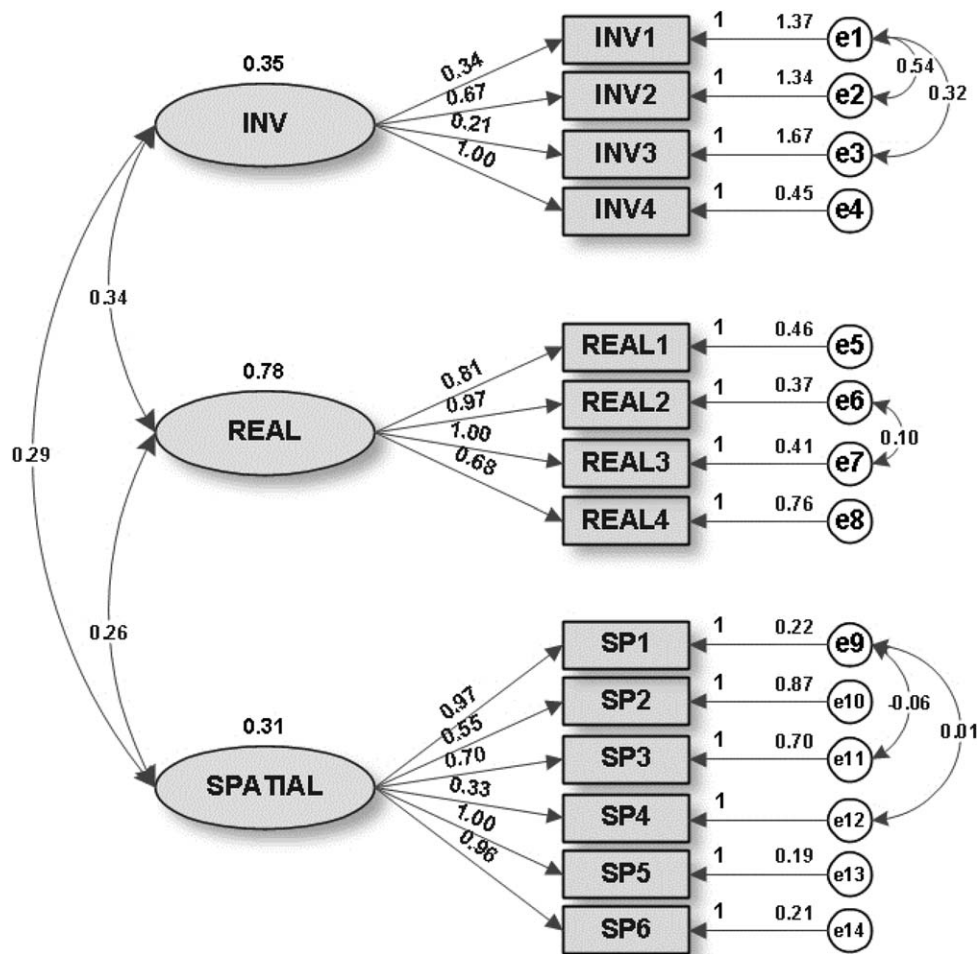 0.35
INV
0.34
0.67
0.21
1.00
INV1
1
1.37
e1
INV2
1
1.34
e2
INV3
1
1.67
e3
INV4
1
0.45
e4
0.54
0.32
0.34
0.29
0.78
REAL
0.81
0.97
1.00
0.68
REAL1
1
0.46
e5
REAL2
1
0.37
e6
REAL3
1
0.41
e7
REAL4
1
0.76
e8
0.10
0.26
0.31
SPATIAL
0.97
0.55
0.70
0.33
1.00
0.96
SP1
1
0.22
e9
SP2
1
0.87
e10
SP3
1
0.70
e11
SP4
1
e12
SP5
1
0.19
e13
SP6
1
0.21
e14
-0.06
0.01